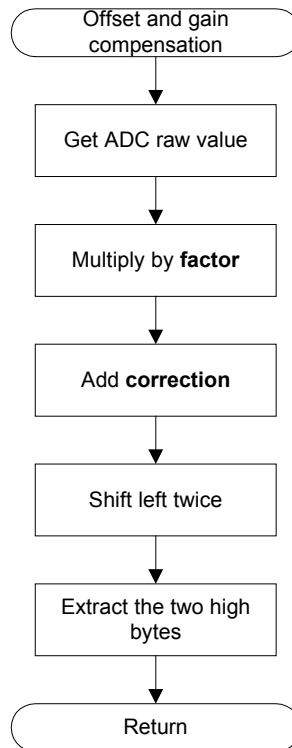 Offset and gain
compensation
Get ADC raw value
Multiply by factor
Add correction
Shift left twice
Extract the two high
bytes
Return